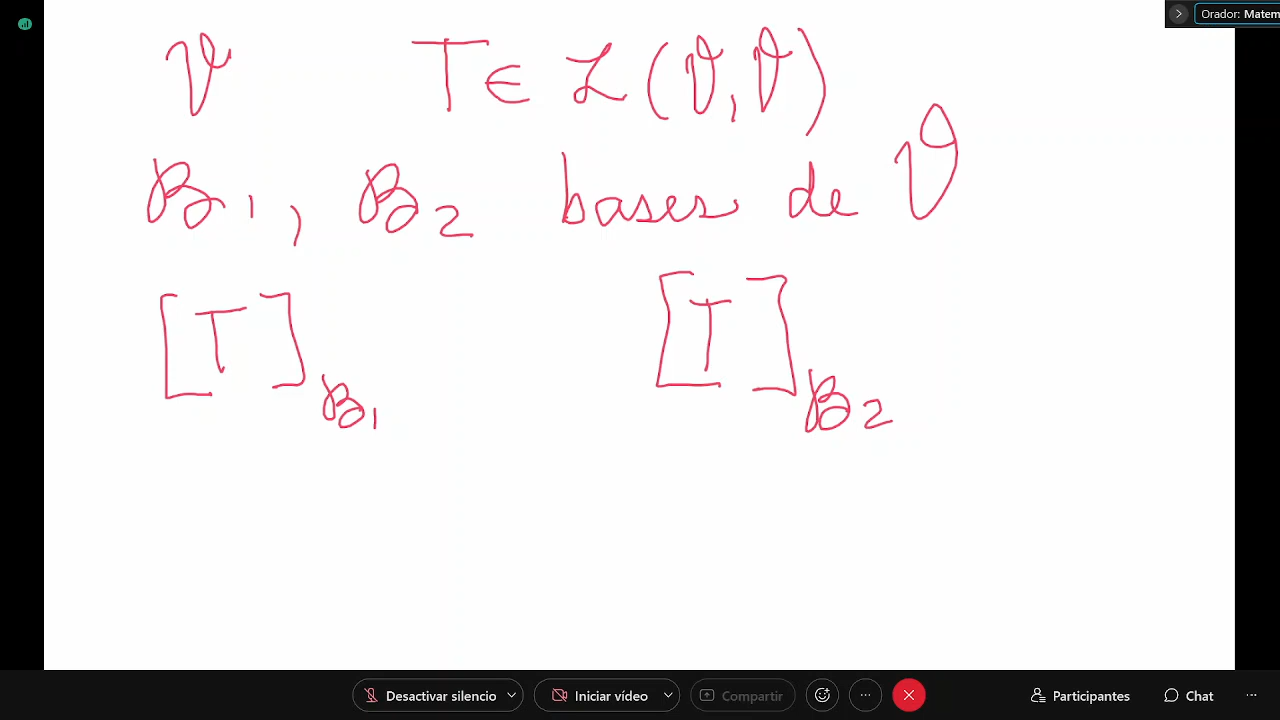 Orador: Matem
𝒱 T ∈ ℒ(𝒱, 𝒱)
ℬ₁, ℬ₂ bases de 𝒱
[T]ℬ₁ [T]ℬ₂
Desactivar silencio Iniciar vídeo Compartir Participantes Chat